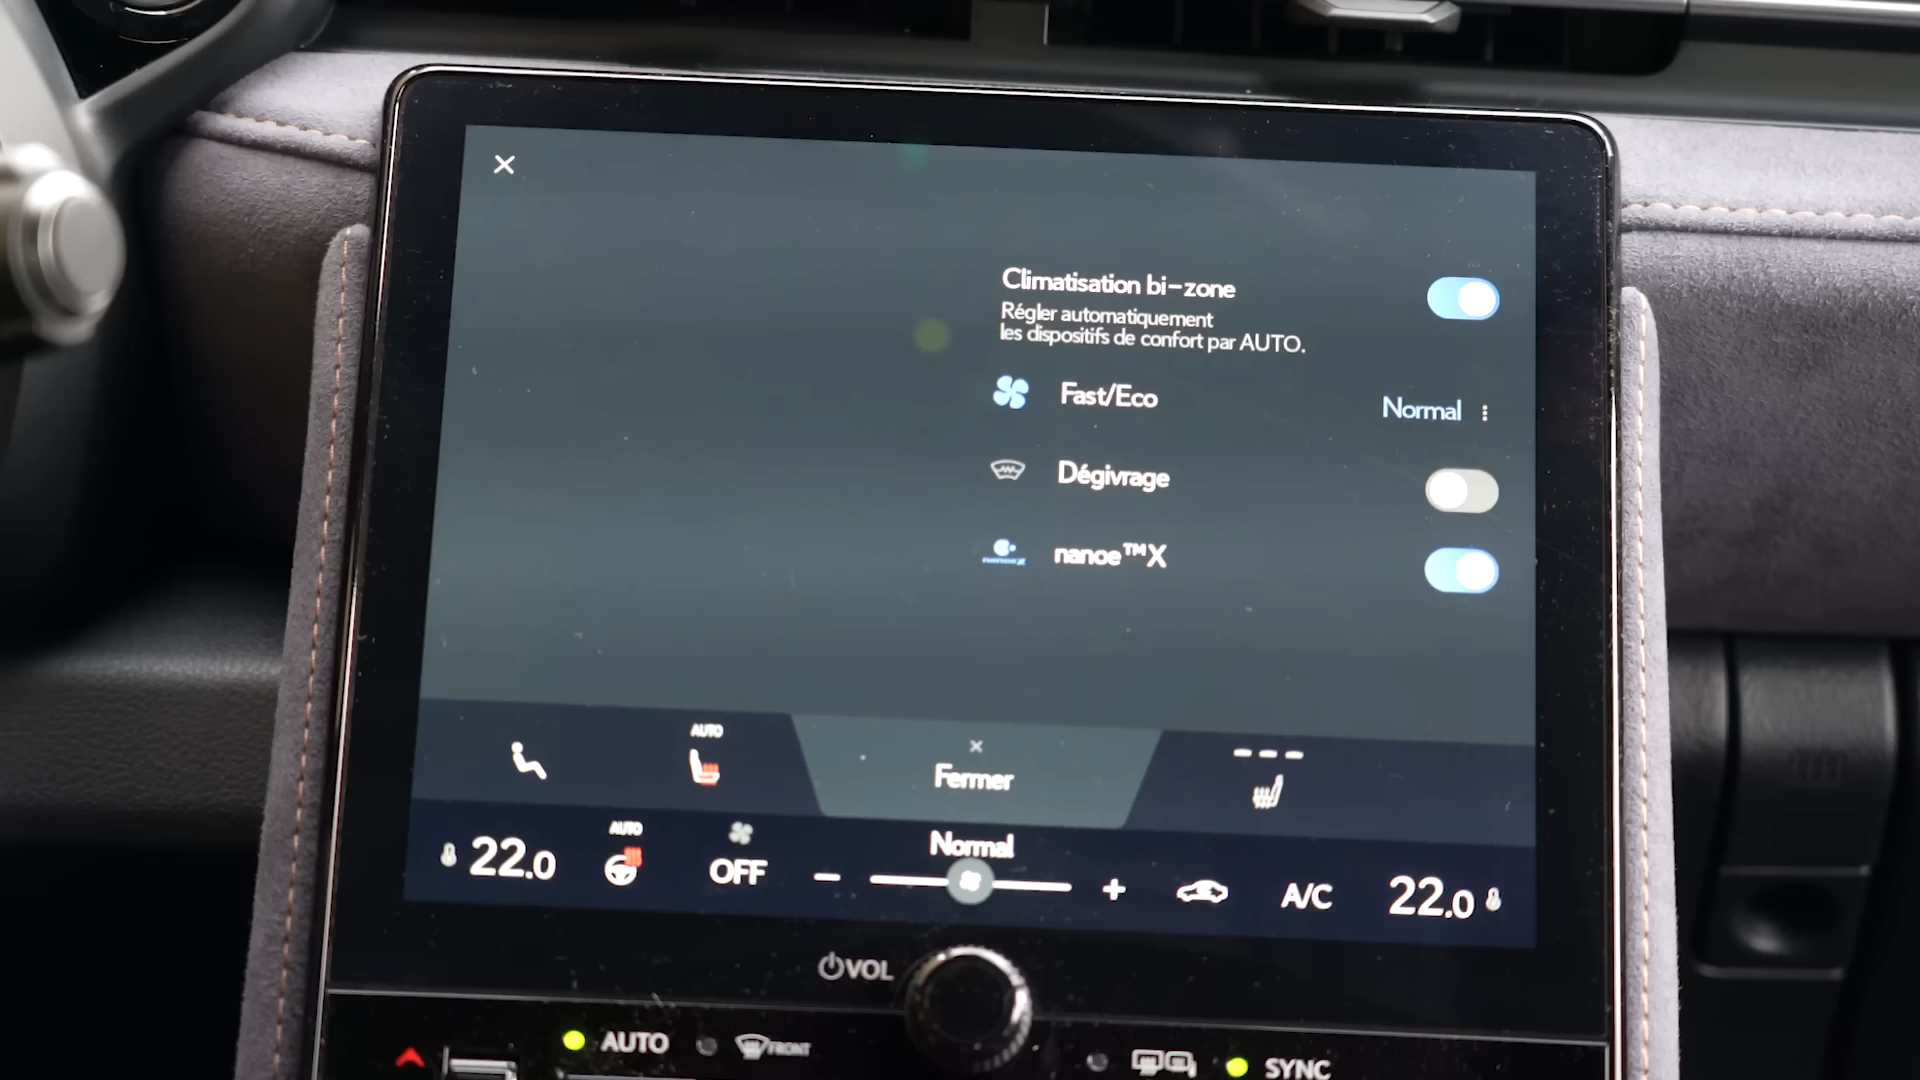 Climatisation bi-zone
Régler automatiquement
les dispositifs de confort par AUTO.
Fast/Eco
Normal
Dégivrage
nanoe X
nanoe™X
AUTO
Fermer
22.0
AUTO
OFF
Normal
A/C
22.0
VOL
AUTO
FRONT
SYNC